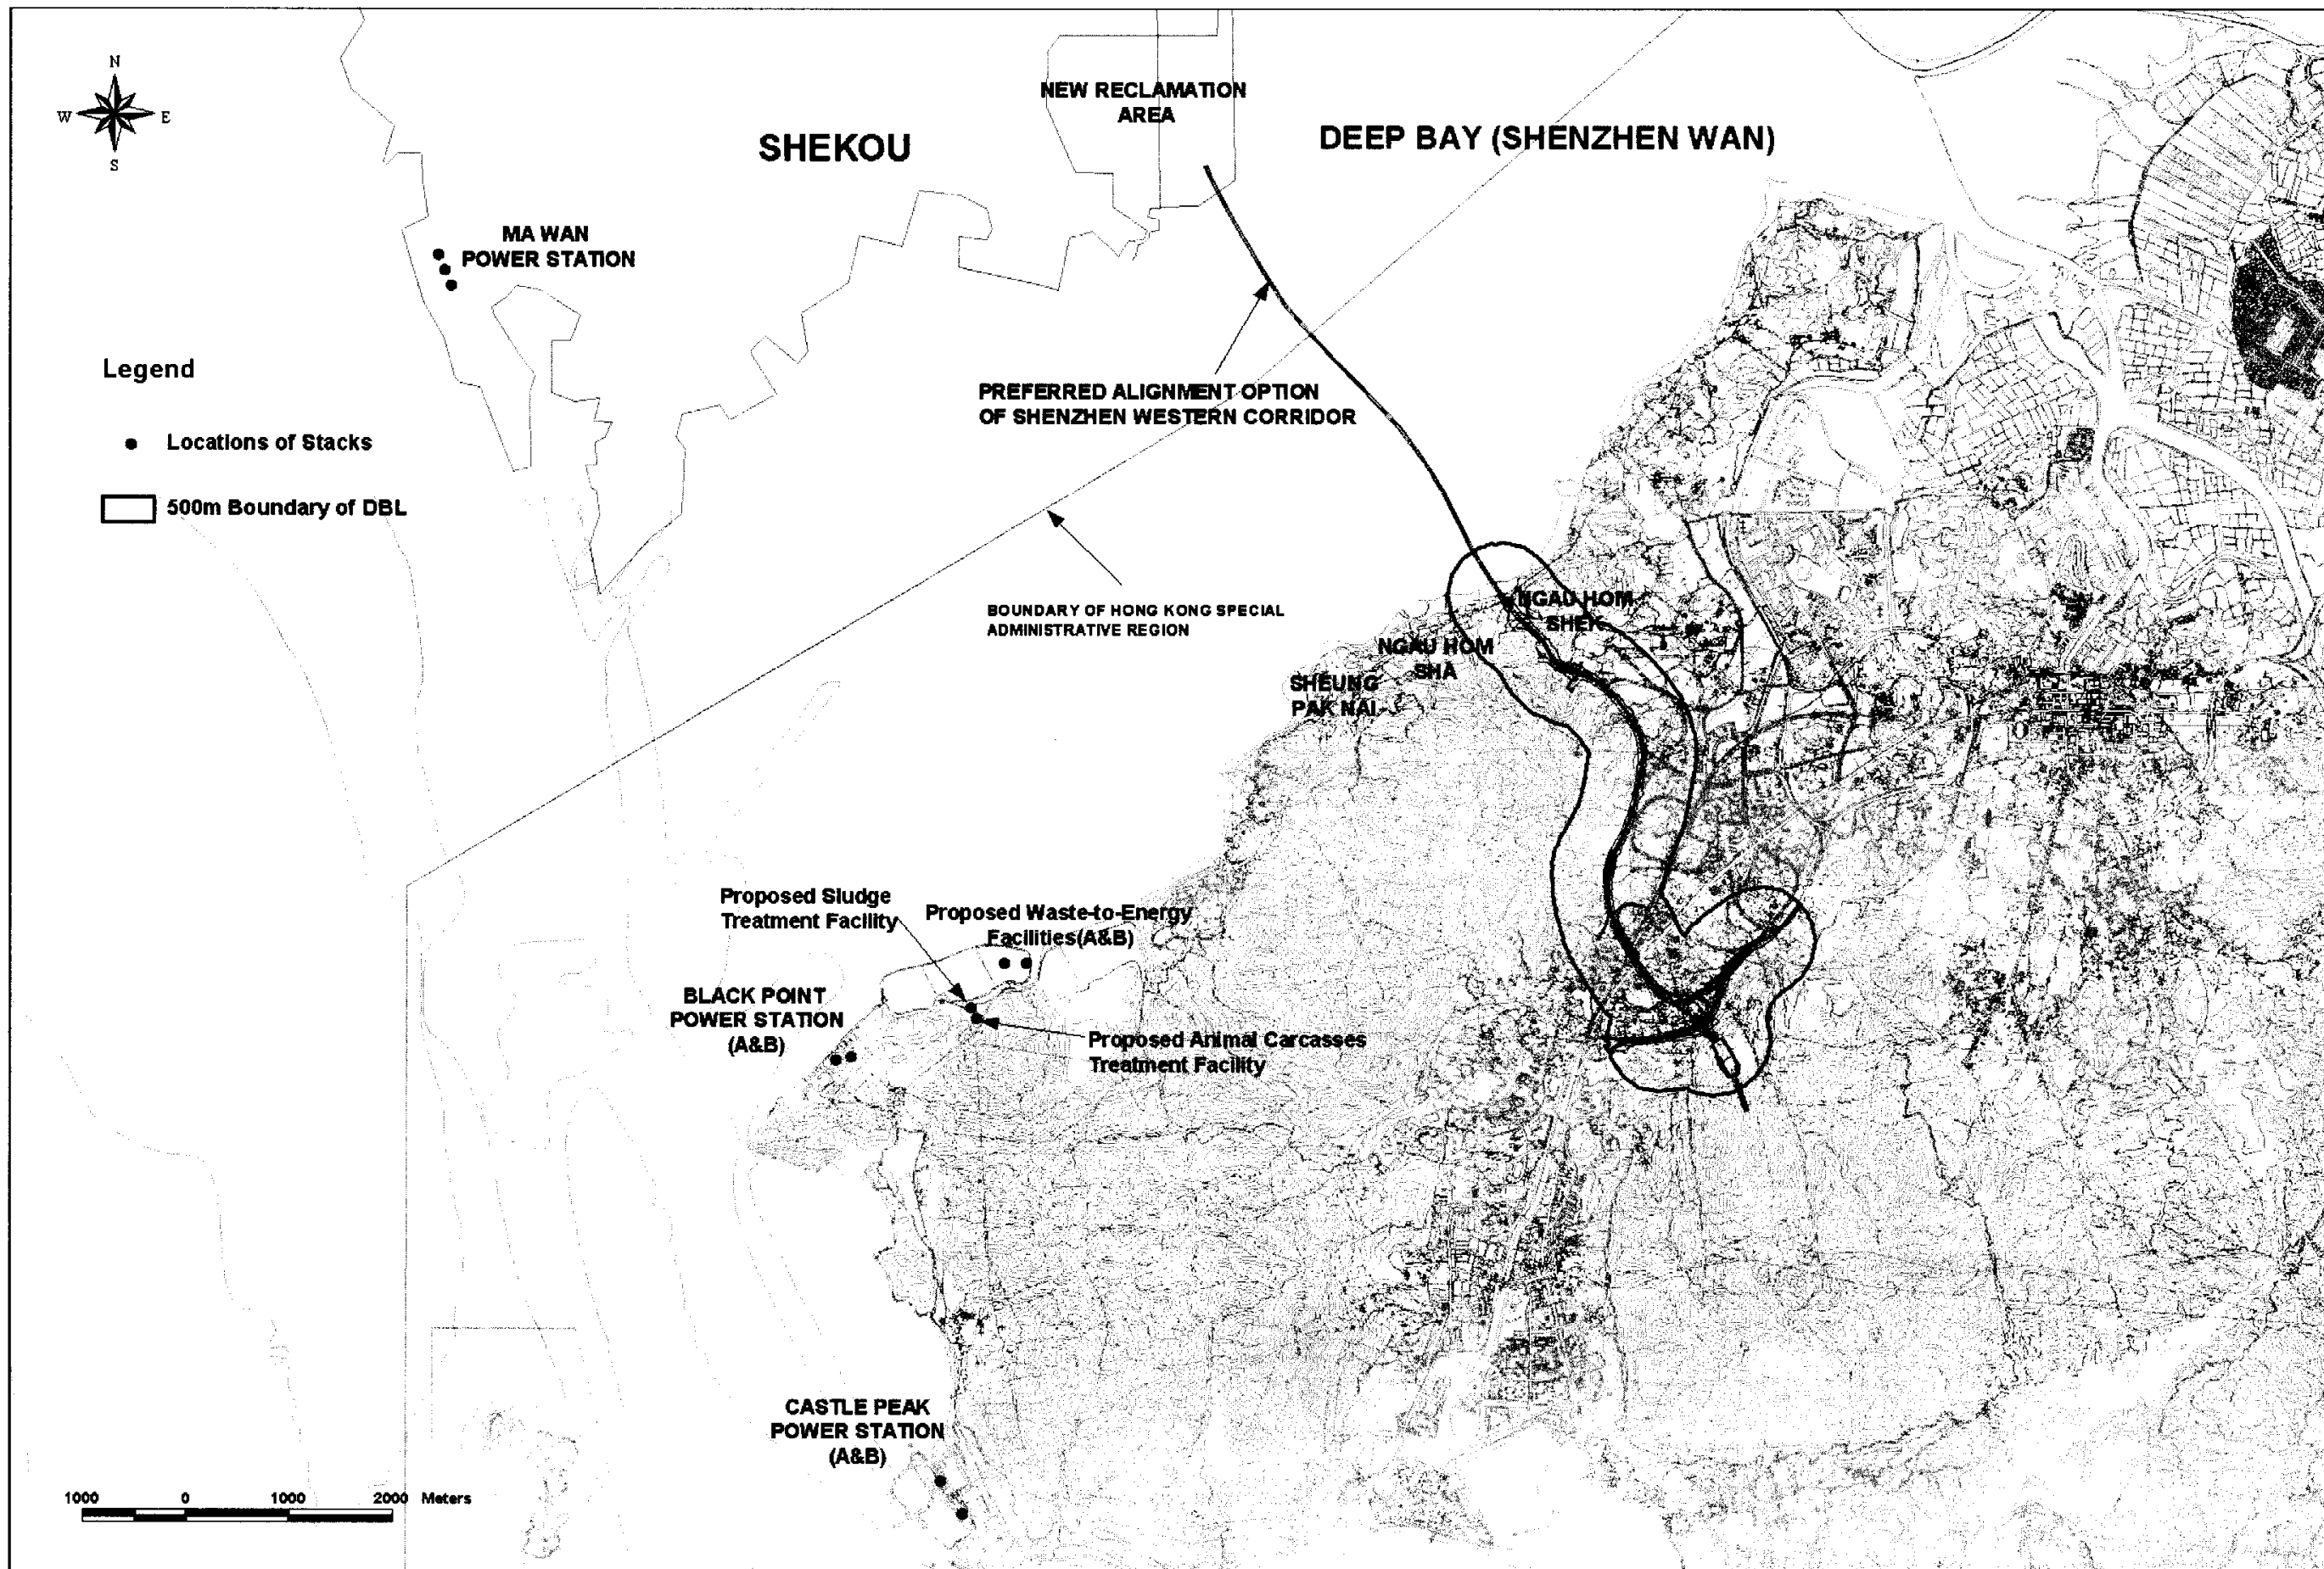 N
W
E
S
NEW RECLAMATION
AREA
SHEKOU
DEEP BAY (SHENZHEN WAN)
MA WAN
POWER STATION
Legend
Locations of Stacks
500m Boundary of DBL
PREFERRED ALIGNMENT OPTION
OF SHENZHEN WESTERN CORRIDOR
BOUNDARY OF HONG KONG SPECIAL
ADMINISTRATIVE REGION
NGAU HOM
SHEK
NGAU HOM
SHA
SHEUNG
PAK NAI
Proposed Sludge
Treatment Facility
Proposed Waste-to-Energy
Facilities(A&B)
BLACK POINT
POWER STATION
(A&B)
Proposed Animal Carcasses
Treatment Facility
CASTLE PEAK
POWER STATION
(A&B)
1000 0 1000 2000 Meters